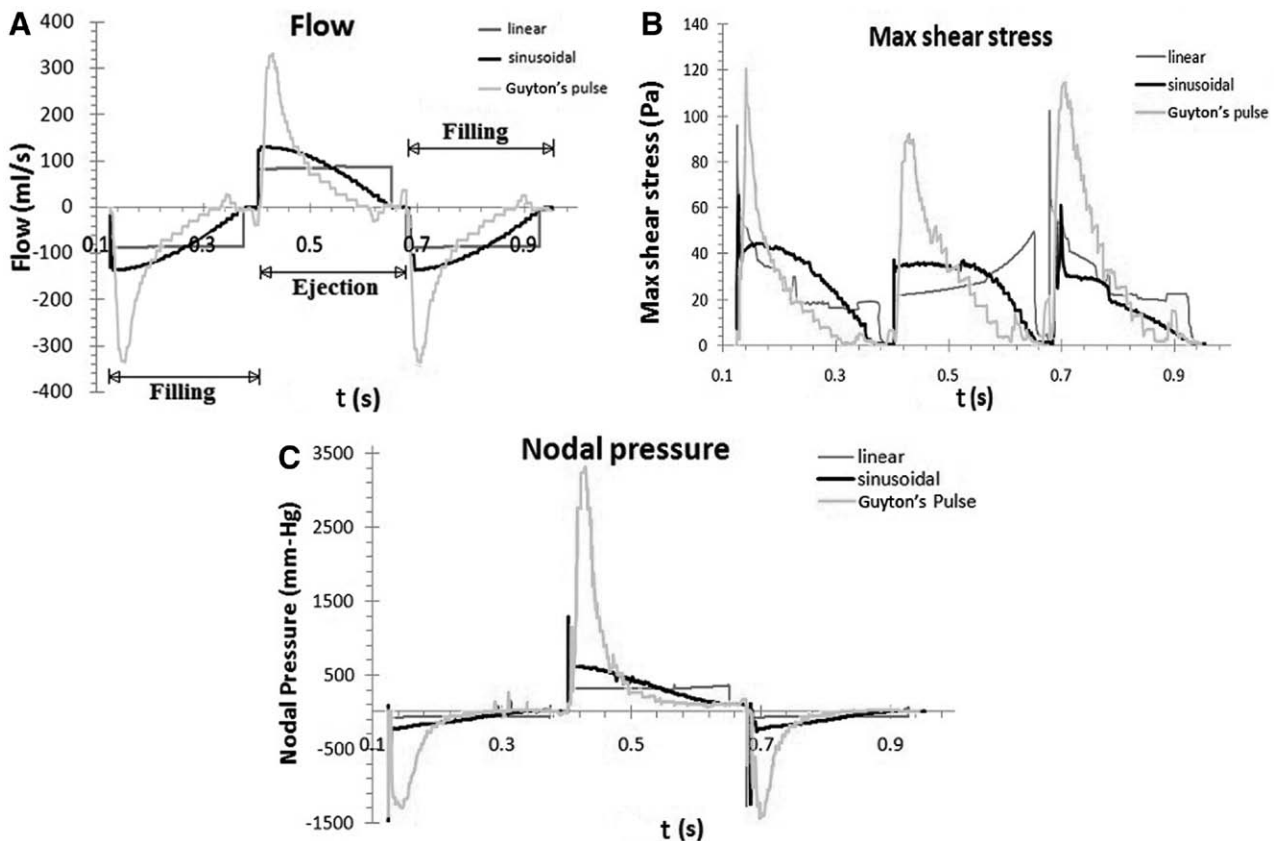 A
Flow
400
300
200
100
0
-100
-200
-300
-400
Flow (ml/s)
linear
sinusoidal
Guyton's pulse
Filling
0.1
0.3
0.5
0.7
0.9
Ejection
Filling
t (s)
B
Max shear stress
140
120
100
80
60
40
20
0
Max shear stress (Pa)
linear
sinusoidal
Guyton's pulse
0.1
0.3
0.5
0.7
0.9
t (s)
C
Nodal pressure
3500
2500
1500
500
-500
-1500
Nodal Pressure (mm-Hg)
linear
sinusoidal
Guyton's Pulse
0.1
0.3
0.5
0.7
0.9
t (s)